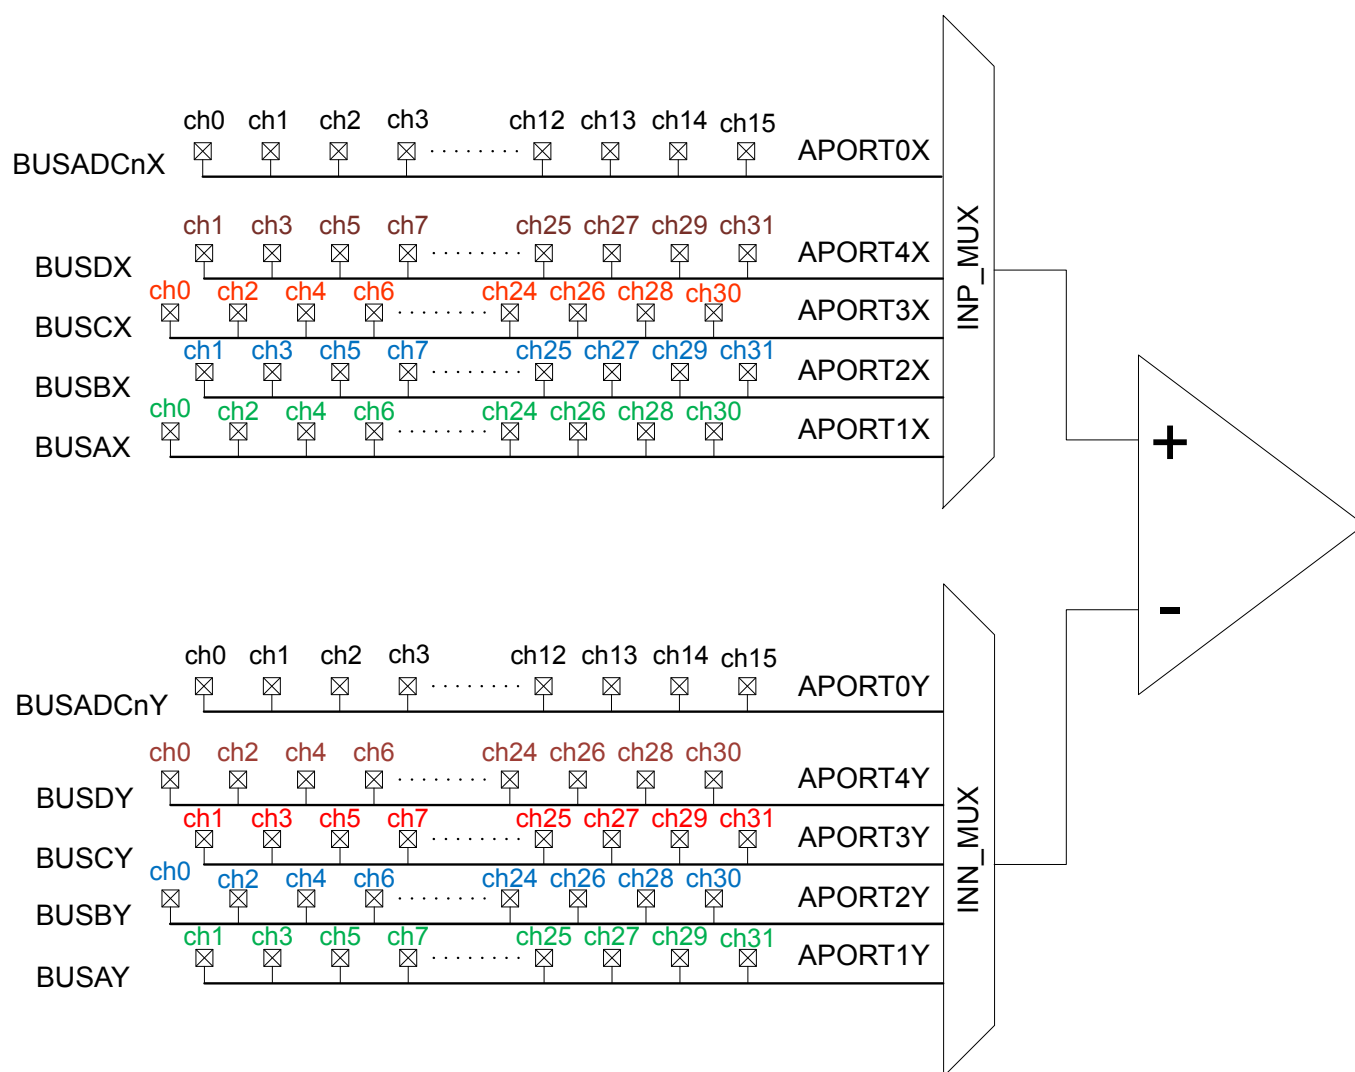 ch0 ch1 ch2 ch3 ch12 ch13 ch14 ch15
BUSADCnX APORT0X
ch1 ch3 ch5 ch7 ch25 ch27 ch29 ch31
BUSDX APORT4X
ch0 ch2 ch4 ch6 ch24 ch26 ch28 ch30
BUSCX APORT3X
ch1 ch3 ch5 ch7 ch25 ch27 ch29 ch31
BUSBX APORT2X
ch0 ch2 ch4 ch6 ch24 ch26 ch28 ch30
BUSAX APORT1X
INP_MUX
+
-
ch0 ch1 ch2 ch3 ch12 ch13 ch14 ch15
BUSADCnY APORT0Y
ch0 ch2 ch4 ch6 ch24 ch26 ch28 ch30
BUSDY APORT4Y
ch1 ch3 ch5 ch7 ch25 ch27 ch29 ch31
BUSCY APORT3Y
ch0 ch2 ch4 ch6 ch24 ch26 ch28 ch30
BUSBY APORT2Y
ch1 ch3 ch5 ch7 ch25 ch27 ch29 ch31
BUSAY APORT1Y
INN_MUX